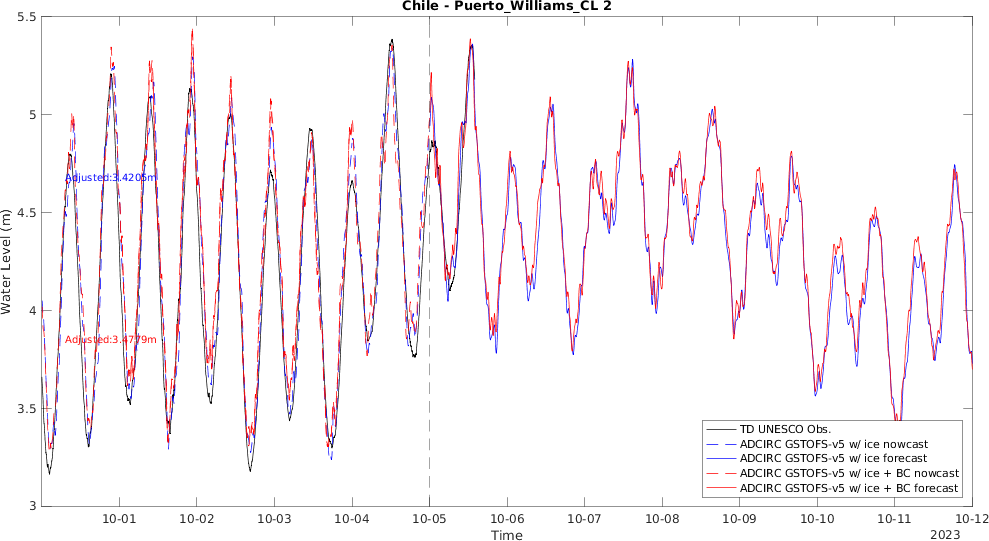 Chile - Puerto_Williams_CL 2
5.5
5
4.5
4
3.5
3
Water Level (m)
Adjusted:3.4205m
Adjusted:3.4779m
TD UNESCO Obs.
ADCIRC GSTOFS-v5 w/ ice nowcast
ADCIRC GSTOFS-v5 w/ ice forecast
ADCIRC GSTOFS-v5 w/ ice + BC nowcast
ADCIRC GSTOFS-v5 w/ ice + BC forecast
10-01 10-02 10-03 10-04 10-05 10-06 10-07 10-08 10-09 10-10 10-11 10-12
Time
2023